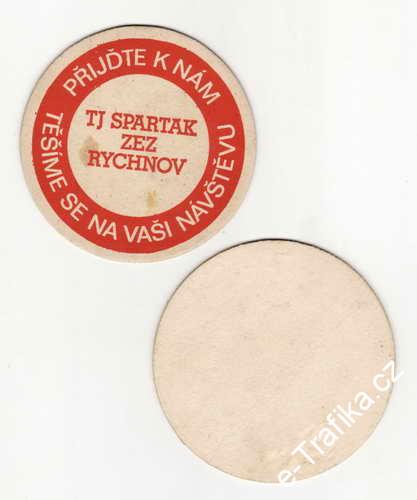 PŘIJĎTE K NÁM
TĚŠÍME SE NA VAŠI NÁVŠTĚVU
TJ SPARTAK
ZEZ
RYCHNOV
e-Trafika.cz